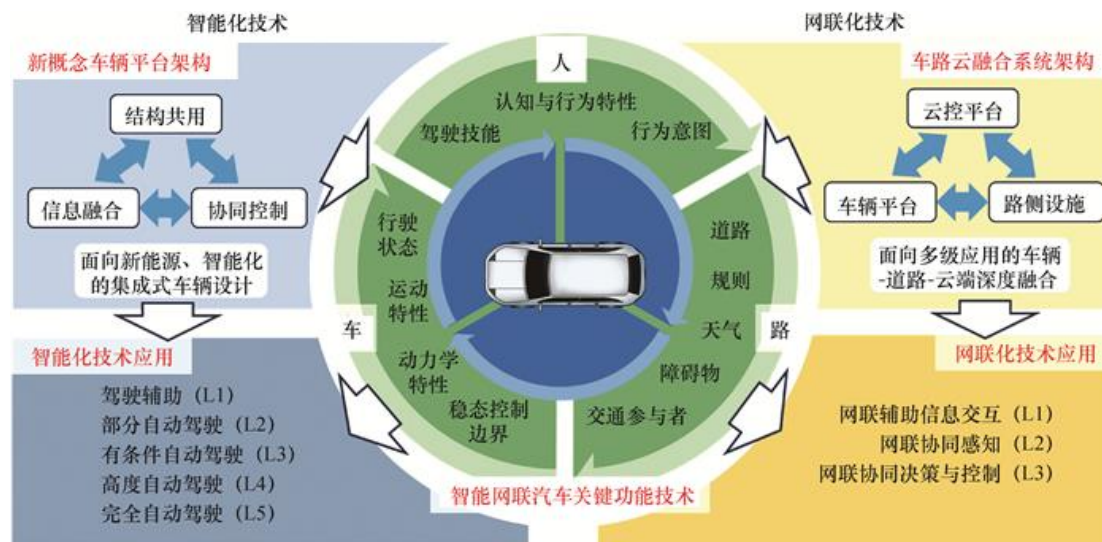 智能化技术
新概念车辆平台架构
结构共用
信息融合
协同控制
面向新能源、智能化
的集成式车辆设计
智能化技术应用
驾驶辅助 (L1)
部分自动驾驶 (L2)
有条件自动驾驶 (L3)
高度自动驾驶 (L4)
完全自动驾驶 (L5)
人
认知与行为特性
驾驶技能
行为意图
车
行驶
状态
运动
特性
动力学
特性
稳态控制
边界
路
道路
规则
天气
障碍物
交通参与者
智能网联汽车关键功能技术
网联化技术
车路云融合系统架构
云控平台
车辆平台
路侧设施
面向多级应用的车辆
-道路-云端深度融合
网联化技术应用
网联辅助信息交互 (L1)
网联协同感知 (L2)
网联协同决策与控制 (L3)